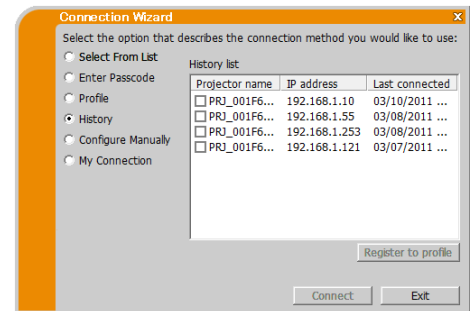 Connection Wizard
x
Select the option that describes the connection method you would like to use:
Select From List
Enter Passcode
Profile
History
Configure Manually
My Connection
History list
Projector name IP address Last connected
PRJ_001F6... 192.168.1.10 03/10/2011 ...
PRJ_001F6... 192.168.1.55 03/08/2011 ...
PRJ_001F6... 192.168.1.253 03/08/2011 ...
PRJ_001F6... 192.168.1.121 03/07/2011 ...
Register to profile
Connect Exit